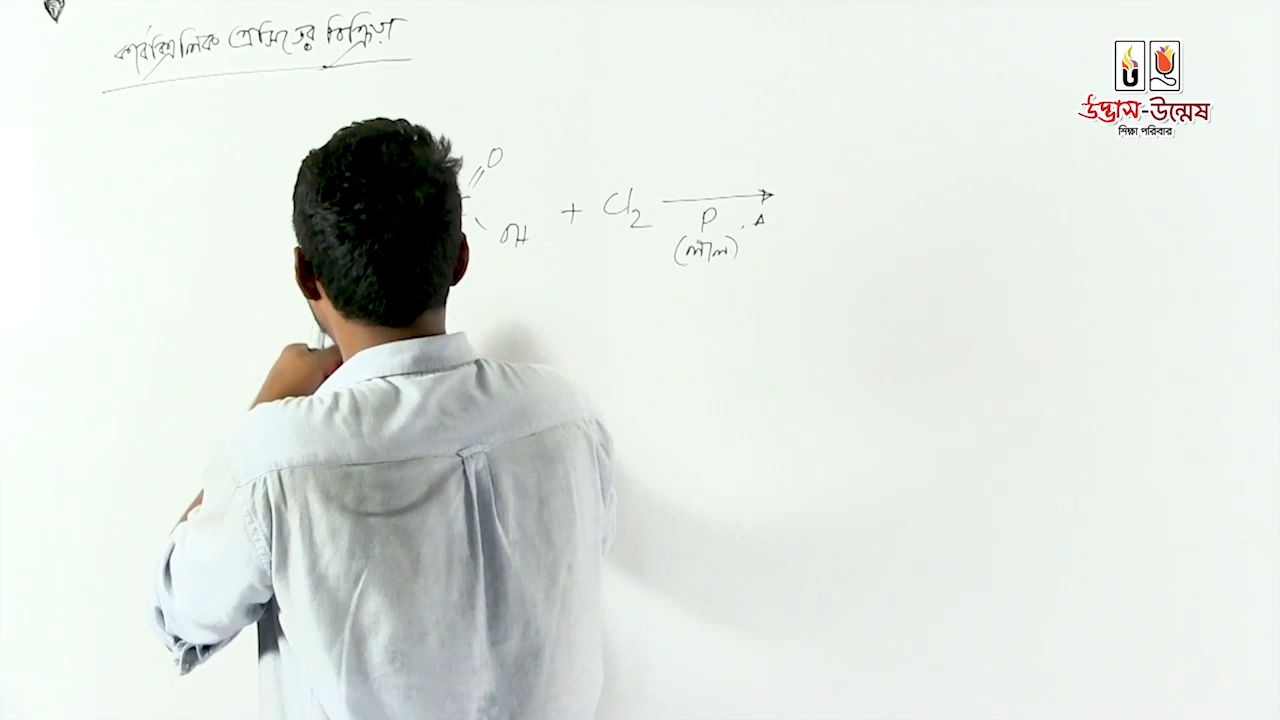 কার্বক্সিলিক এসিডের বিক্রিয়া
O
OH + Cl2
P , Δ
(লাল)
উদ্ভাস-উন্মেষ
শিক্ষা পরিবার